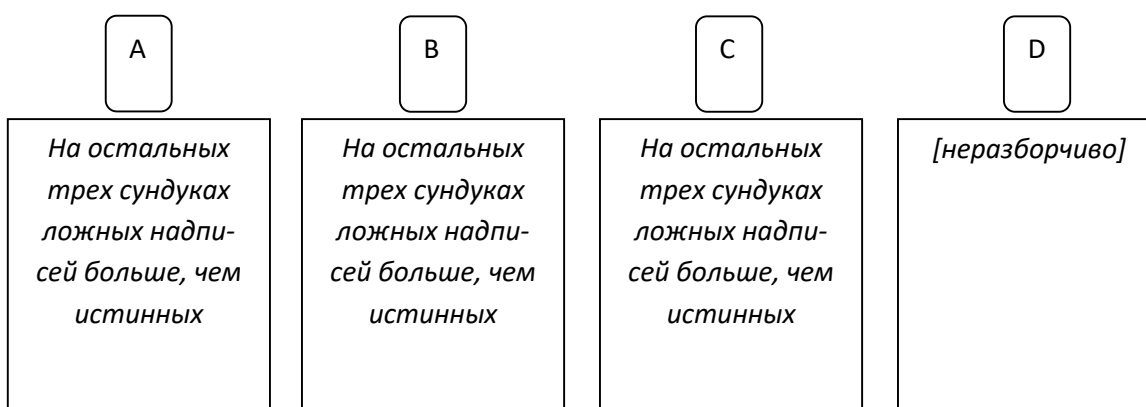 A
B
C
D
На остальных
трех сундуках
ложных надпи-
сей больше, чем
истинных
На остальных
трех сундуках
ложных надпи-
сей больше, чем
истинных
На остальных
трех сундуках
ложных надпи-
сей больше, чем
истинных
[неразборчиво]